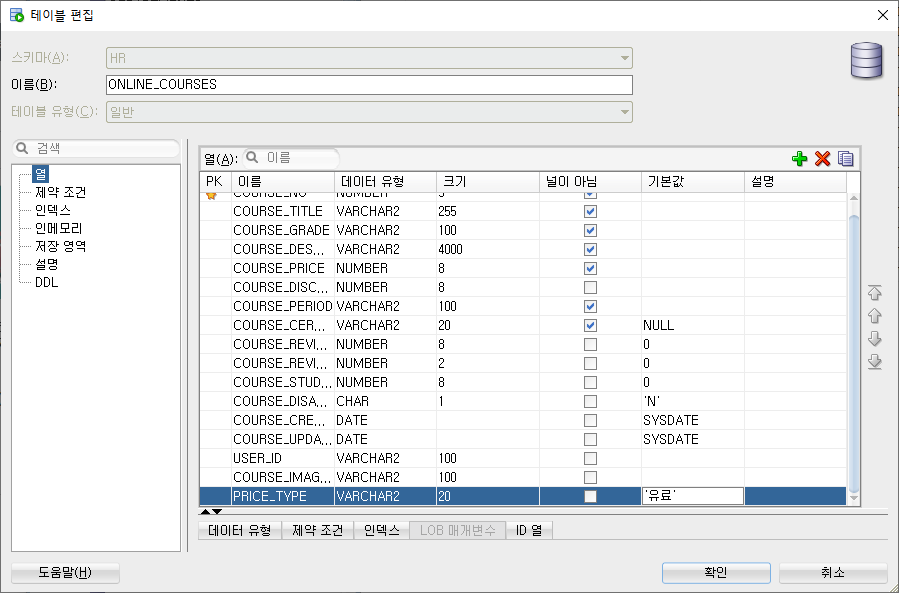 테이블 편집
스키마(A): HR
이름(B): ONLINE_COURSES
테이블 유형(C): 일반
검색
열
제약 조건
인덱스
인메모리
저장 영역
설명
DDL
열(A): 이름
PK 이름 데이터 유형 크기 널이 아님 기본값 설명
COURSE_NO NUMBER 5
COURSE_TITLE VARCHAR2 255
COURSE_GRADE VARCHAR2 100
COURSE_DES... VARCHAR2 4000
COURSE_PRICE NUMBER 8
COURSE_DISC... NUMBER 8
COURSE_PERIOD VARCHAR2 100
COURSE_CER... VARCHAR2 20 NULL
COURSE_REVI... NUMBER 8 0
COURSE_REVI... NUMBER 2 0
COURSE_STUD... NUMBER 8 0
COURSE_DISA... CHAR 1 'N'
COURSE_CRE... DATE SYSDATE
COURSE_UPDA... DATE SYSDATE
USER_ID VARCHAR2 100
COURSE_IMAG... VARCHAR2 100
PRICE_TYPE VARCHAR2 20 '유료'
데이터 유형 제약 조건 인덱스 LOB 매개변수 ID 열
도움말(H) 확인 취소